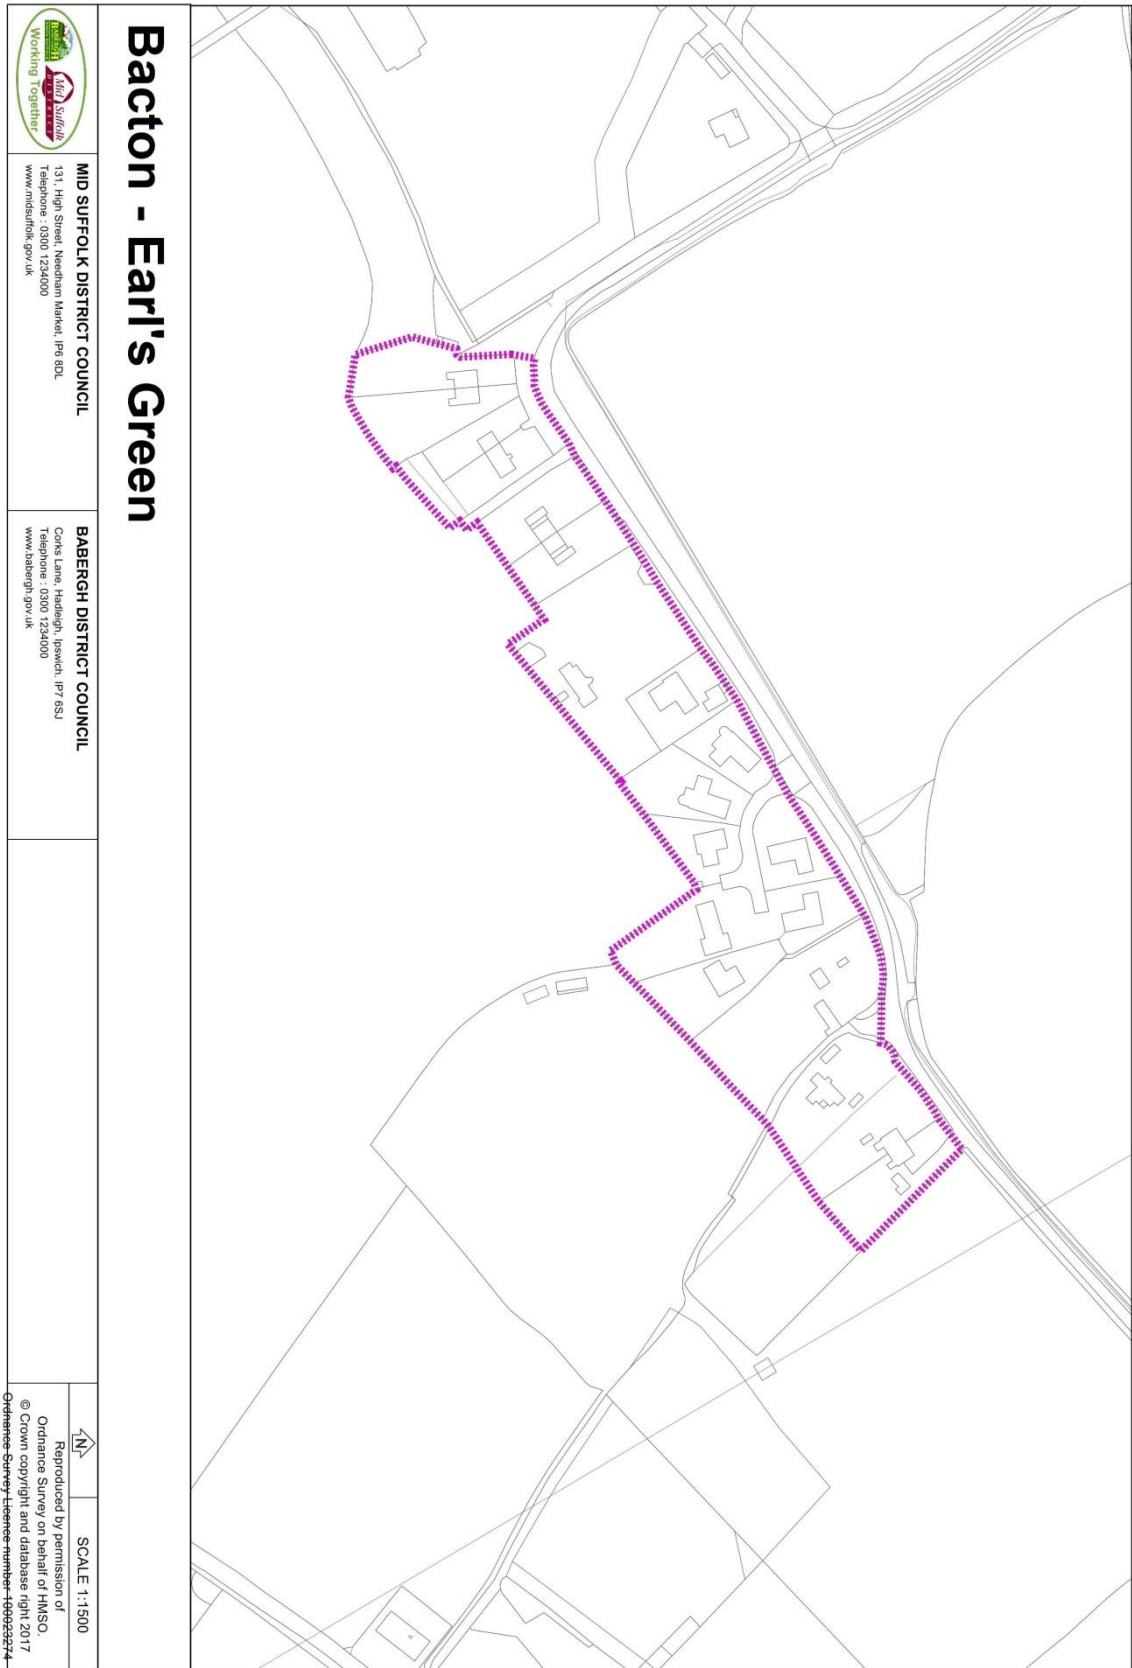 Bacton - Earl's Green
BABERGH
Mid Suffolk
DISTRICT
Working Together
MID SUFFOLK DISTRICT COUNCIL
131, High Street, Needham Market, IP6 8DL
Telephone : 0300 1234000
www.midsuffolk.gov.uk
BABERGH DISTRICT COUNCIL
Corks Lane, Hadleigh, Ipswich. IP7 6SJ
Telephone : 0300 1234000
www.babergh.gov.uk
N
SCALE 1:1500
Reproduced by permission of
Ordnance Survey on behalf of HMSO.
© Crown copyright and database right 2017
Ordnance Survey Licence number 100023274